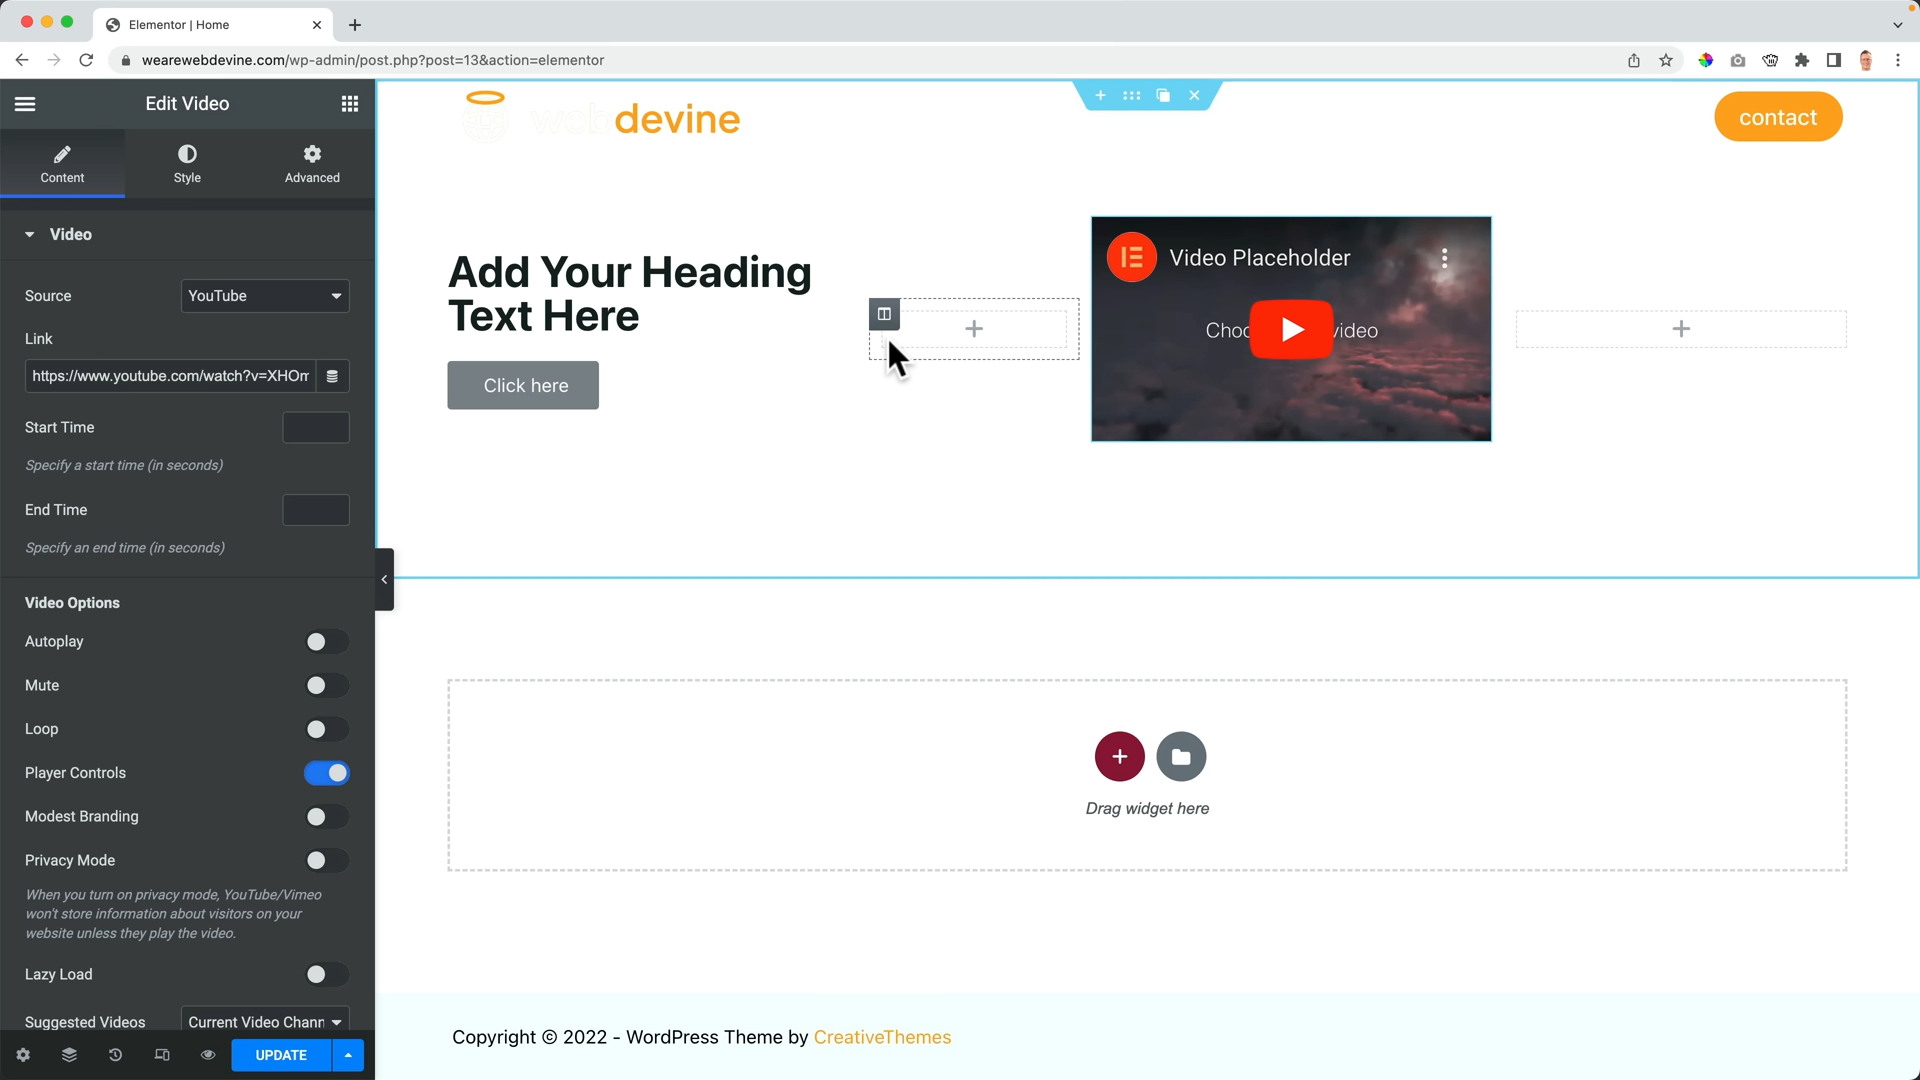 Elementor | Home
wearewebdevine.com/wp-admin/post.php?post=13&action=elementor
Edit Video
Content
Style
Advanced
Video
Source
YouTube
Link
https://www.youtube.com/watch?v=XHOm
Start Time
Specify a start time (in seconds)
End Time
Specify an end time (in seconds)
Video Options
Autoplay
Mute
Loop
Player Controls
Modest Branding
Privacy Mode
When you turn on privacy mode, YouTube/Vimeo
won't store information about visitors on your
website unless they play the video.
Lazy Load
Suggested Videos
Current Video Chann
UPDATE
webdevine
contact
Add Your Heading
Text Here
Click here
Video Placeholder
Drag widget here
Copyright © 2022 - WordPress Theme by CreativeThemes